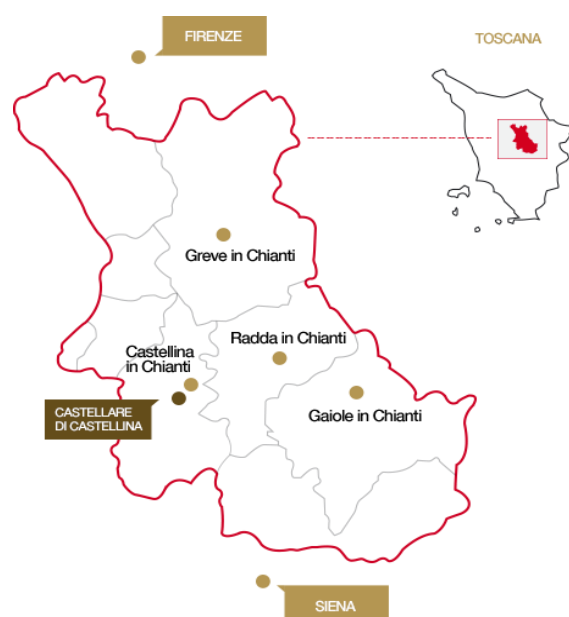 FIRENZE
TOSCANA
Greve in Chianti
Radda in Chianti
Castellina
in Chianti
CASTELLARE
DI CASTELLINA
Gaiole in Chianti
SIENA